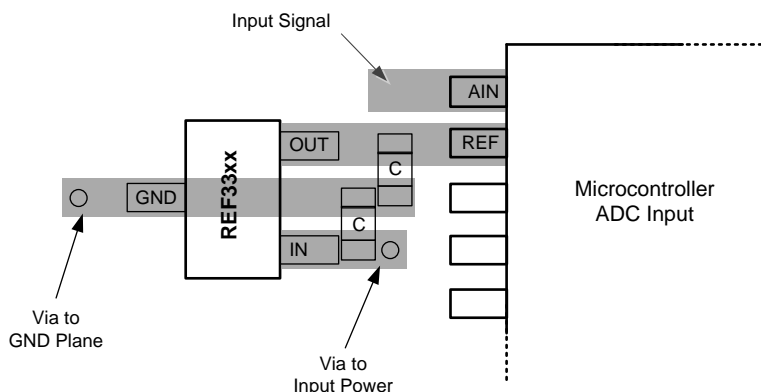 Input Signal
AIN
OUT
REF
C
Microcontroller
ADC Input
GND
REF33xx
C
IN
Via to
GND Plane
Via to
Input Power